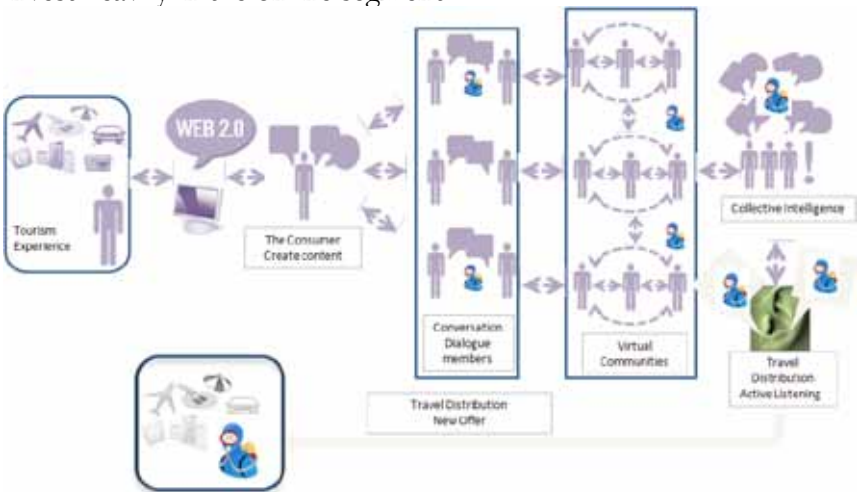 WEB 2.0
Tourism
Experience
The Consumer
Create content
Conversation
Dialogue
members
Virtual
Communities
Collective Intelligence
Travel
Distribution
Active Listening
Travel Distribution
New Offer